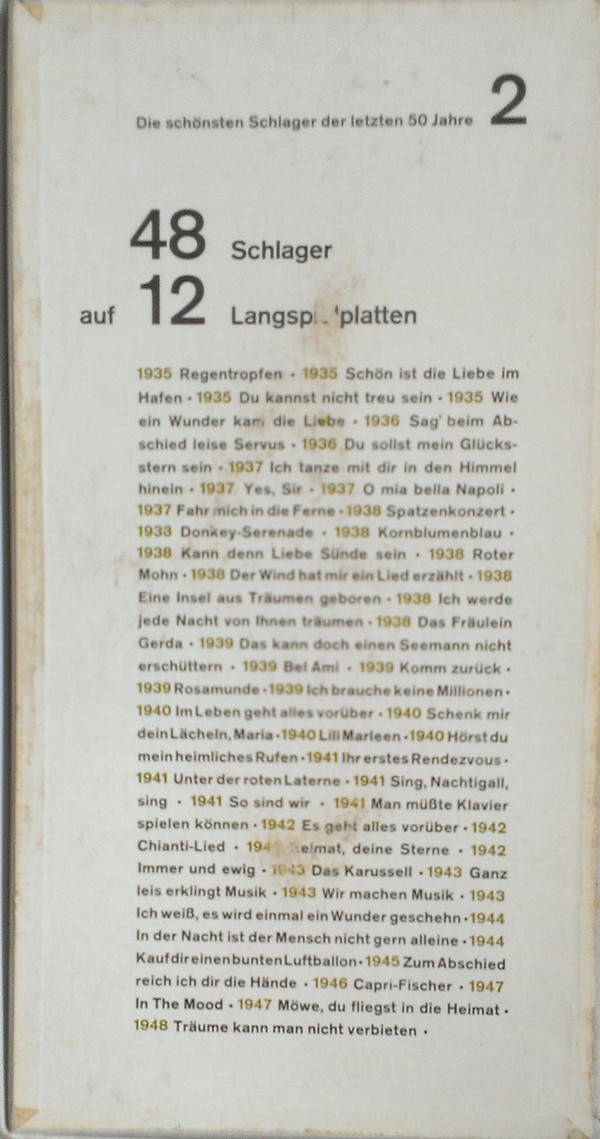 Die schönsten Schlager der letzten 50 Jahre 2
48 Schlager
auf 12 Langsp 'platten
1935 Regentropfen · 1935 Schön ist die Liebe im
Hafen · 1935 Du kannst nicht treu sein · 1935 Wie
ein Wunder kam die Liebe · 1936 Sag' beim Ab-
schied leise Servus · 1936 Du sollst mein Glücks-
stern sein · 1937 Ich tanze mit dir in den Himmel
hinein · 1937 Yes, Sir · 1937 O mia bella Napoli ·
1937 Fahr mich in die Ferne · 1938 Spatzenkonzert ·
1938 Donkey-Serenade · 1938 Kornblumenblau ·
1938 Kann denn Liebe Sünde sein · 1938 Roter
Mohn · 1938 Der Wind hat mir ein Lied erzählt · 1938
Eine Insel aus Träumen geboren · 1938 Ich werde
jede Nacht von Ihnen träumen · 1938 Das Fräulein
Gerda · 1939 Das kann doch einen Seemann nicht
erschüttern · 1939 Bel Ami · 1939 Komm zurück ·
1939 Rosamunde · 1939 Ich brauche keine Millionen ·
1940 Im Leben geht alles vorüber · 1940 Schenk mir
dein Lächeln, Maria · 1940 Lili Marleen · 1940 Hörst du
mein heimliches Rufen · 1941 Ihr erstes Rendezvous ·
1941 Unter der roten Laterne · 1941 Sing, Nachtigall,
sing · 1941 So sind wir · 1941 Man müßte Klavier
spielen können · 1942 Es geht alles vorüber · 1942
Chianti-Lied · 194 Heimat, deine Sterne · 1942
Immer und ewig · 1943 Das Karussell · 1943 Ganz
leis erklingt Musik · 1943 Wir machen Musik · 1943
Ich weiß, es wird einmal ein Wunder geschehn · 1944
In der Nacht ist der Mensch nicht gern alleine · 1944
Kauf dir einen bunten Luftballon · 1945 Zum Abschied
reich ich dir die Hände · 1946 Capri-Fischer · 1947
In The Mood · 1947 Möwe, du fliegst in die Heimat ·
1948 Träume kann man nicht verbieten ·